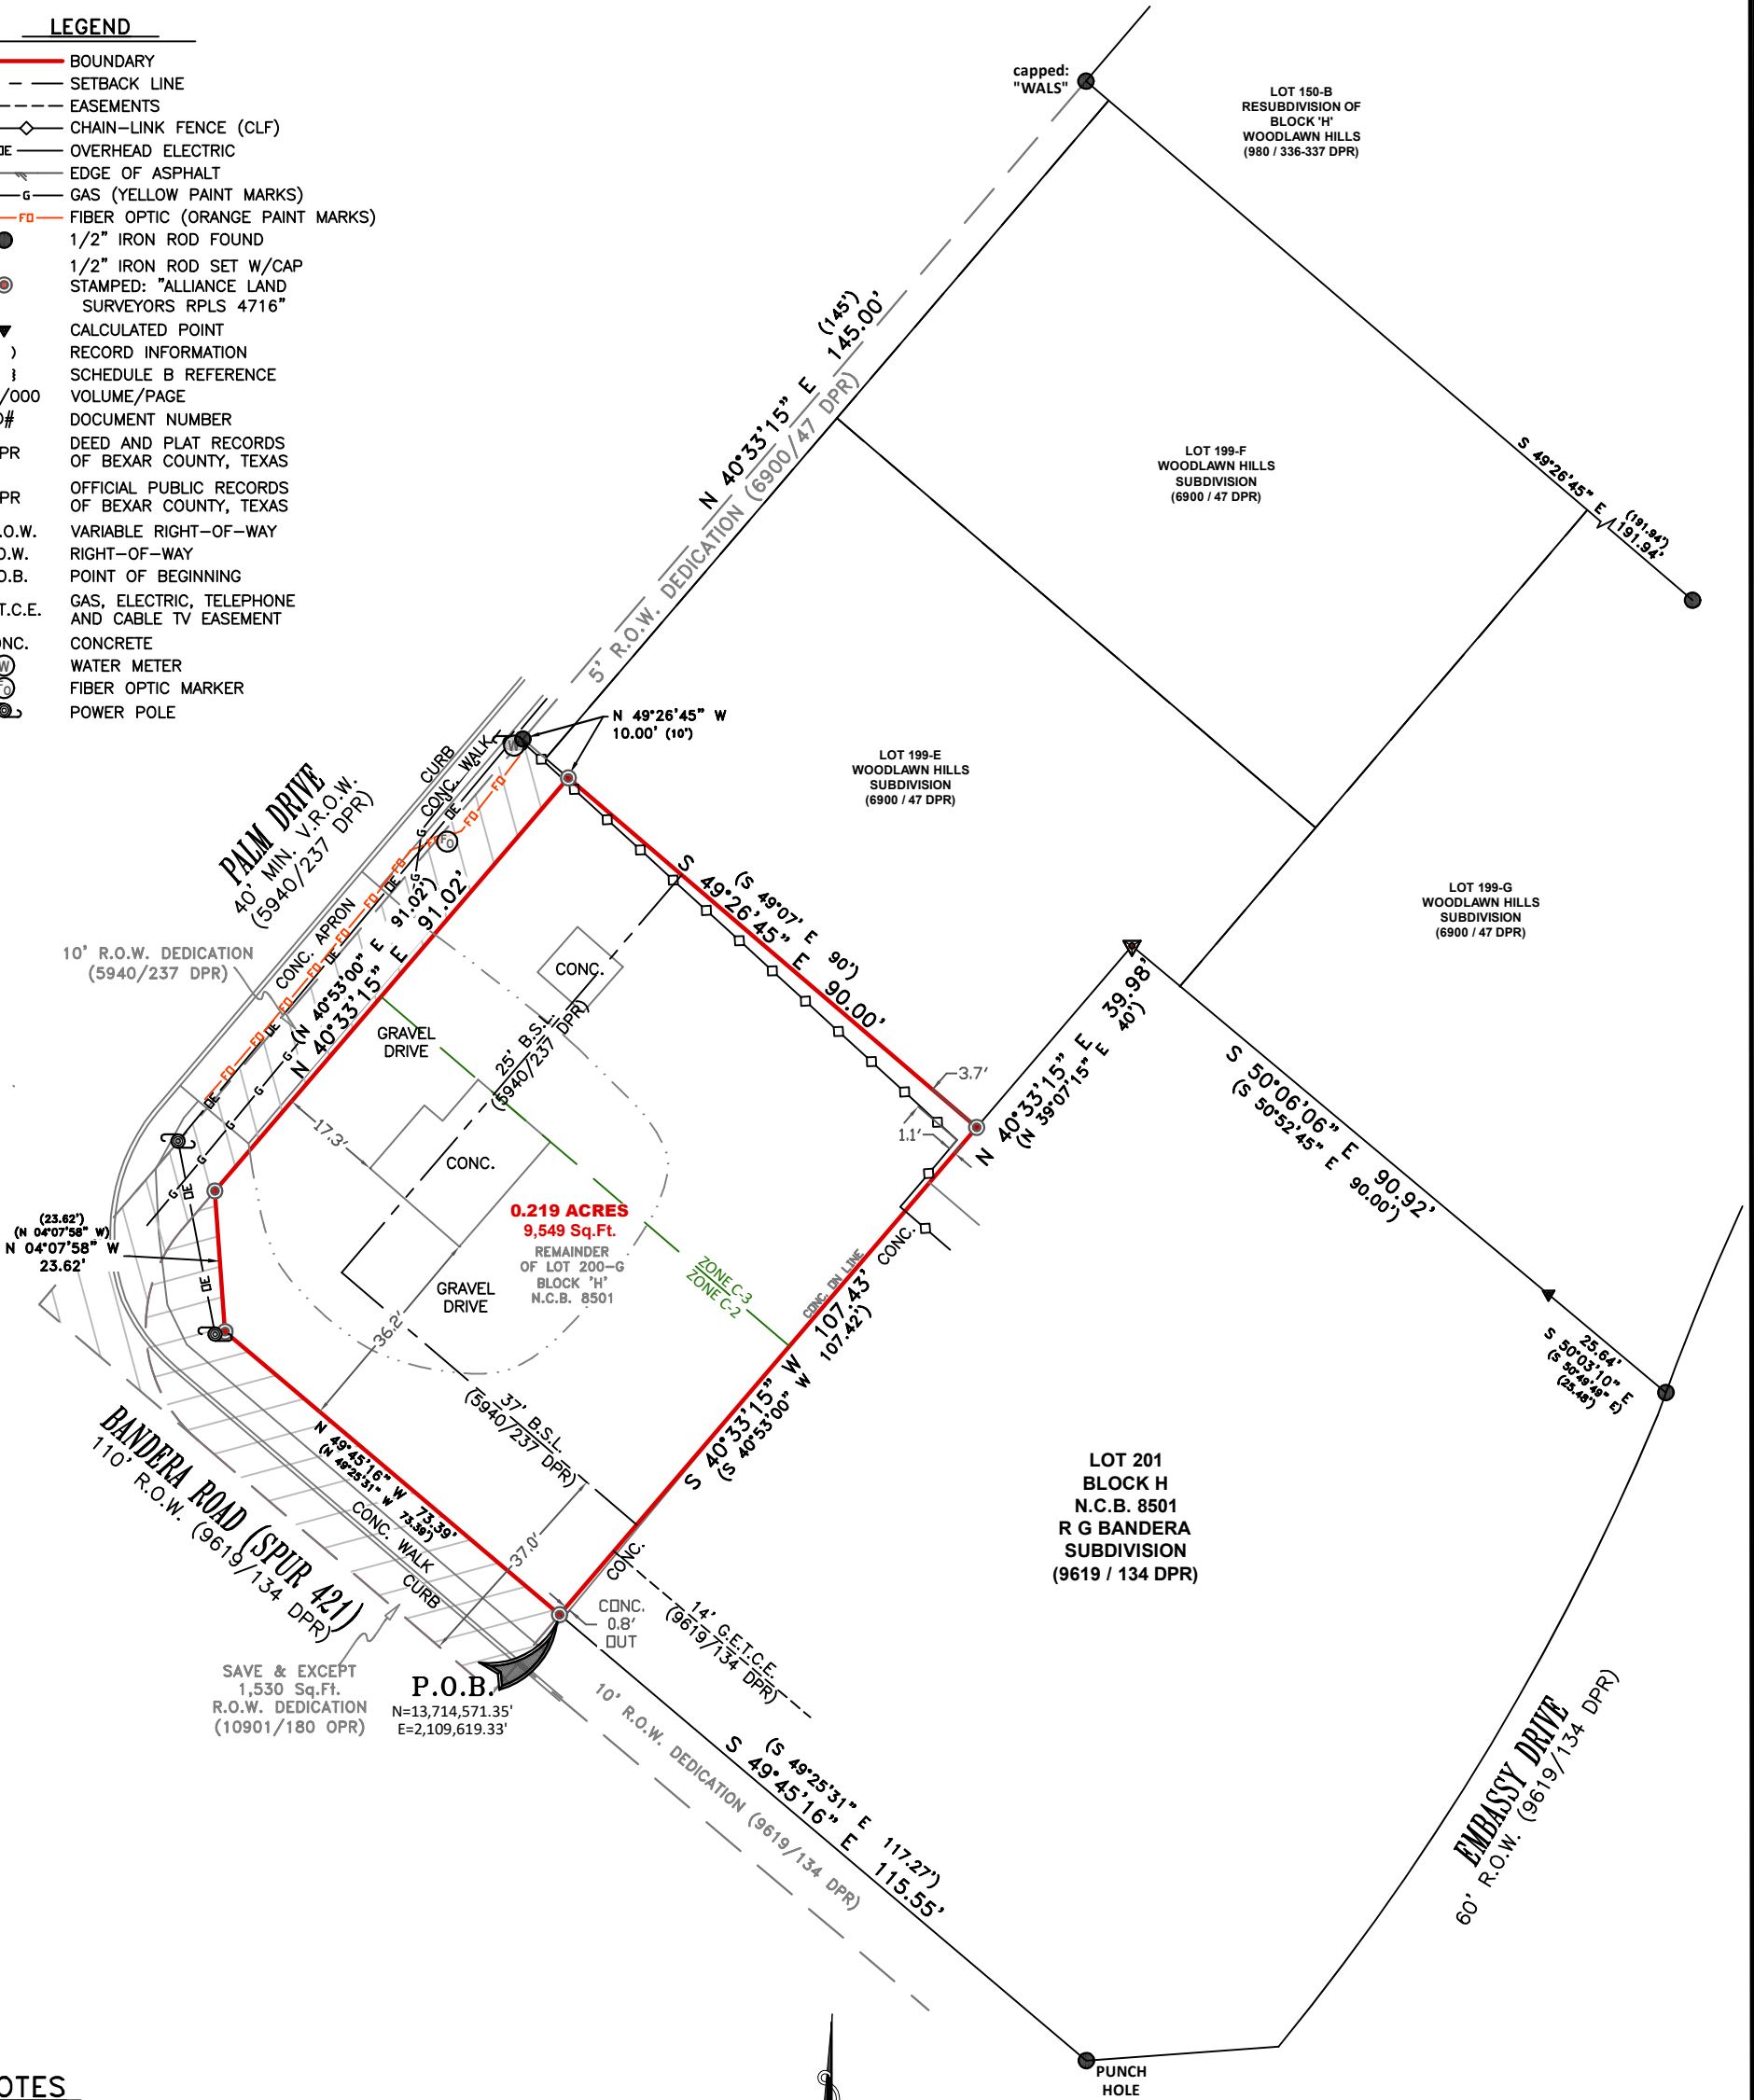 LEGEND
BOUNDARY
SETBACK LINE
EASEMENTS
CHAIN-LINK FENCE (CLF)
OVERHEAD ELECTRIC
EDGE OF ASPHALT
G GAS (YELLOW PAINT MARKS)
FO FIBER OPTIC (ORANGE PAINT MARKS)
1/2" IRON ROD FOUND
1/2" IRON ROD SET W/CAP
STAMPED: "ALLIANCE LAND
SURVEYORS RPLS 4716"
CALCULATED POINT
) RECORD INFORMATION
SCHEDULE B REFERENCE
/000 VOLUME/PAGE
# DOCUMENT NUMBER
PR DEED AND PLAT RECORDS
OF BEXAR COUNTY, TEXAS
PR OFFICIAL PUBLIC RECORDS
OF BEXAR COUNTY, TEXAS
.O.W. VARIABLE RIGHT-OF-WAY
O.W. RIGHT-OF-WAY
O.B. POINT OF BEGINNING
.T.C.E. GAS, ELECTRIC, TELEPHONE
AND CABLE TV EASEMENT
NC. CONCRETE
W WATER METER
FO FIBER OPTIC MARKER
POWER POLE
capped:
"WALS"
LOT 150-B
RESUBDIVISION OF
BLOCK 'H'
WOODLAWN HILLS
(980 / 336-337 DPR)
(145')
N 40°33'15" E 145.00'
5' R.O.W. DEDICATION (6900/47 DPR)
LOT 199-F
WOODLAWN HILLS
SUBDIVISION
(6900 / 47 DPR)
S 49°26'45" E
(191.94')
191.94'
N 49°26'45" W
10.00' (10')
LOT 199-E
WOODLAWN HILLS
SUBDIVISION
(6900 / 47 DPR)
LOT 199-G
WOODLAWN HILLS
SUBDIVISION
(6900 / 47 DPR)
PALM DRIVE
40' MIN. V.R.O.W.
(5940/237 DPR)
CURB
CONC. WALK
CONC. APRON
10' R.O.W. DEDICATION
(5940/237 DPR)
(N 40°53'00" E 91.02')
N 40°33'15" E 91.02'
(S 49°07' E 90')
S 49°26'45" E 90.00'
CONC.
GRAVEL
DRIVE
25' B.S.L.
(5940/237 DPR)
3.7'
1.1'
N 40°33'15" E 39.98'
(N 39°07'15" E 40')
S 50°06'06" E 90.92'
(S 50°52'45" E 90.00')
17.3'
CONC.
0.219 ACRES
9,549 Sq.Ft.
REMAINDER
OF LOT 200-G
BLOCK 'H'
N.C.B. 8501
GRAVEL
DRIVE
36.2'
ZONE C-3
ZONE C-2
CONC. ON LINE
CONC.
(23.62')
(N 04°07'58" W)
N 04°07'58" W
23.62'
S 40°33'15" W 107.43'
(S 40°53'00" W 107.42')
25.64'
S 50°03'10" E
(S 50°49'49" E)
(25.48')
37' B.S.L.
(5940/237 DPR)
N 49°45'16" W 73.39'
(N 49°25'31" W 73.39')
CONC. WALK
CURB
37.0'
CONC.
BANDERA ROAD (SPUR 421)
110' R.O.W. (9619/134 DPR)
LOT 201
BLOCK H
N.C.B. 8501
R G BANDERA
SUBDIVISION
(9619 / 134 DPR)
CONC.
0.8'
OUT
14' G.E.T.C.E.
(9619/134 DPR)
SAVE & EXCEPT
1,530 Sq.Ft.
R.O.W. DEDICATION
(10901/180 OPR)
P.O.B.
N=13,714,571.35'
E=2,109,619.33'
10' R.O.W. DEDICATION (9619/134 DPR)
(S 49°25'31" E 117.27')
S 49°45'16" E 115.55'
EMBASSY DRIVE
60' R.O.W. (9619/134 DPR)
PUNCH
HOLE
OTES